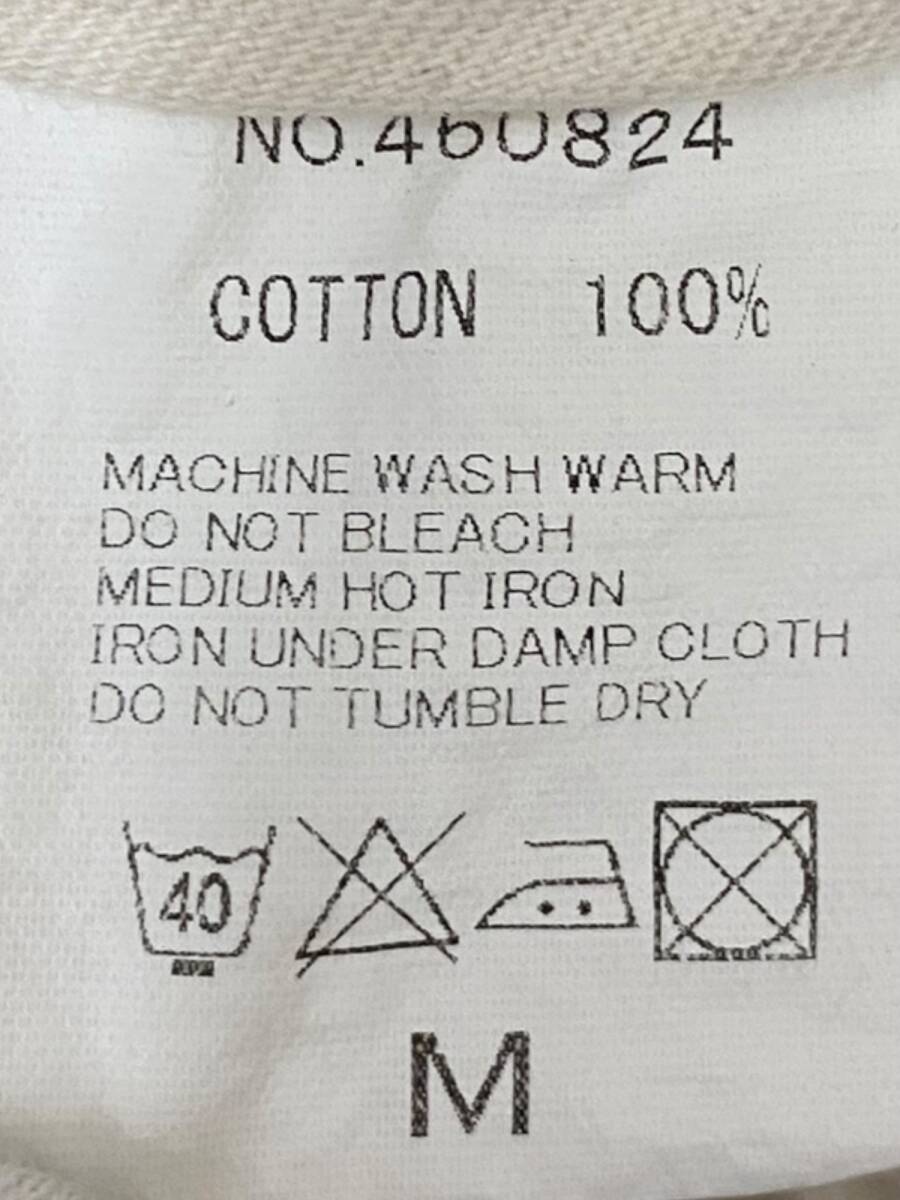 NO.460824
COTTON 100%
MACHINE WASH WARM
DO NOT BLEACH
MEDIUM HOT IRON
IRON UNDER DAMP CLOTH
DO NOT TUMBLE DRY
40
M